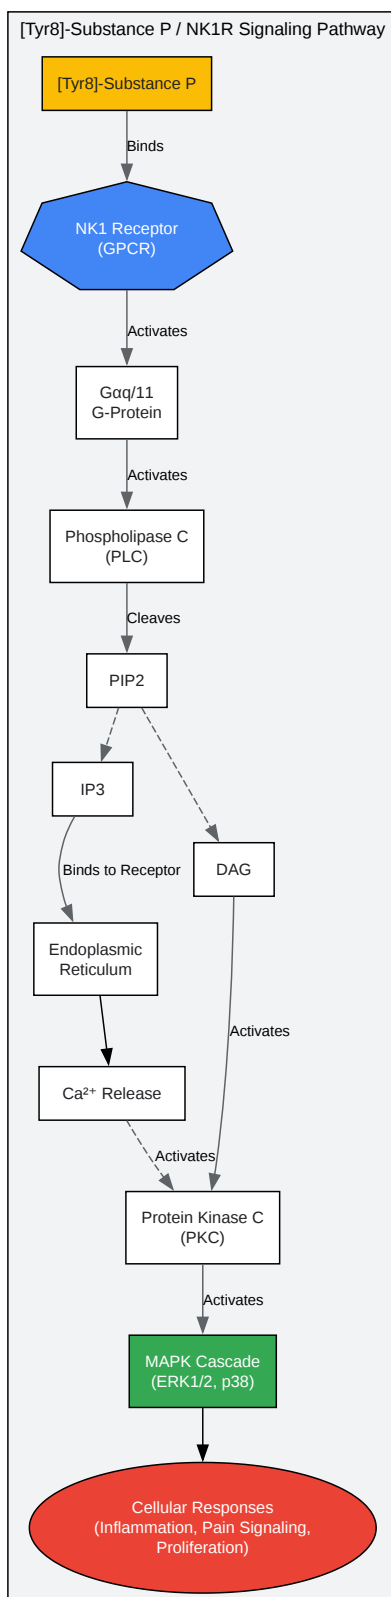 [Tyr8]-Substance P / NK1R Signaling Pathway
[Tyr8]-Substance P
Binds
NK1 Receptor
(GPCR)
Activates
Gαq/11
G-Protein
Activates
Phospholipase C
(PLC)
Cleaves
PIP2
IP3
DAG
Binds to Receptor
Endoplasmic
Reticulum
Activates
Ca²⁺ Release
Activates
Protein Kinase C
(PKC)
Activates
MAPK Cascade
(ERK1/2, p38)
Cellular Responses
(Inflammation, Pain Signaling,
Proliferation)